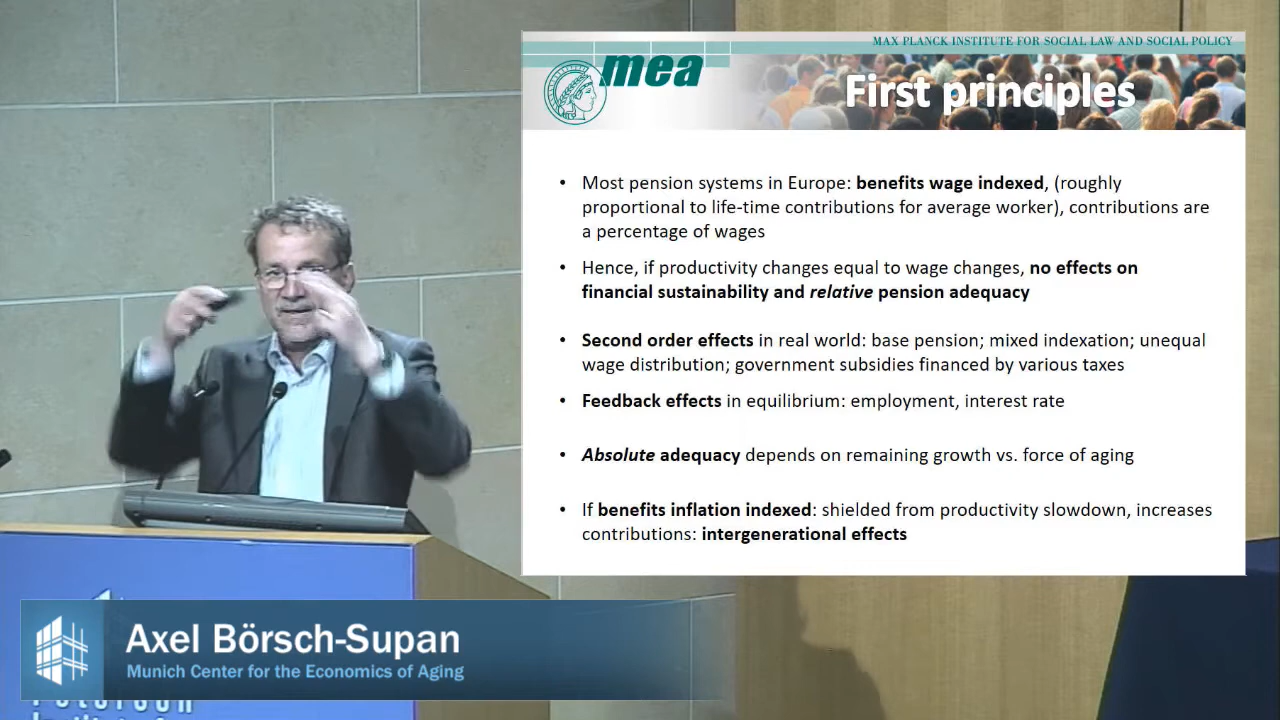 MAX PLANCK INSTITUTE FOR SOCIAL LAW AND SOCIAL POLICY
mea
First principles
• Most pension systems in Europe: benefits wage indexed, (roughly
proportional to life-time contributions for average worker), contributions are
a percentage of wages
• Hence, if productivity changes equal to wage changes, no effects on
financial sustainability and relative pension adequacy
• Second order effects in real world: base pension; mixed indexation; unequal
wage distribution; government subsidies financed by various taxes
• Feedback effects in equilibrium: employment, interest rate
• Absolute adequacy depends on remaining growth vs. force of aging
• If benefits inflation indexed: shielded from productivity slowdown, increases
contributions: intergenerational effects
Axel Börsch-Supan
Munich Center for the Economics of Aging